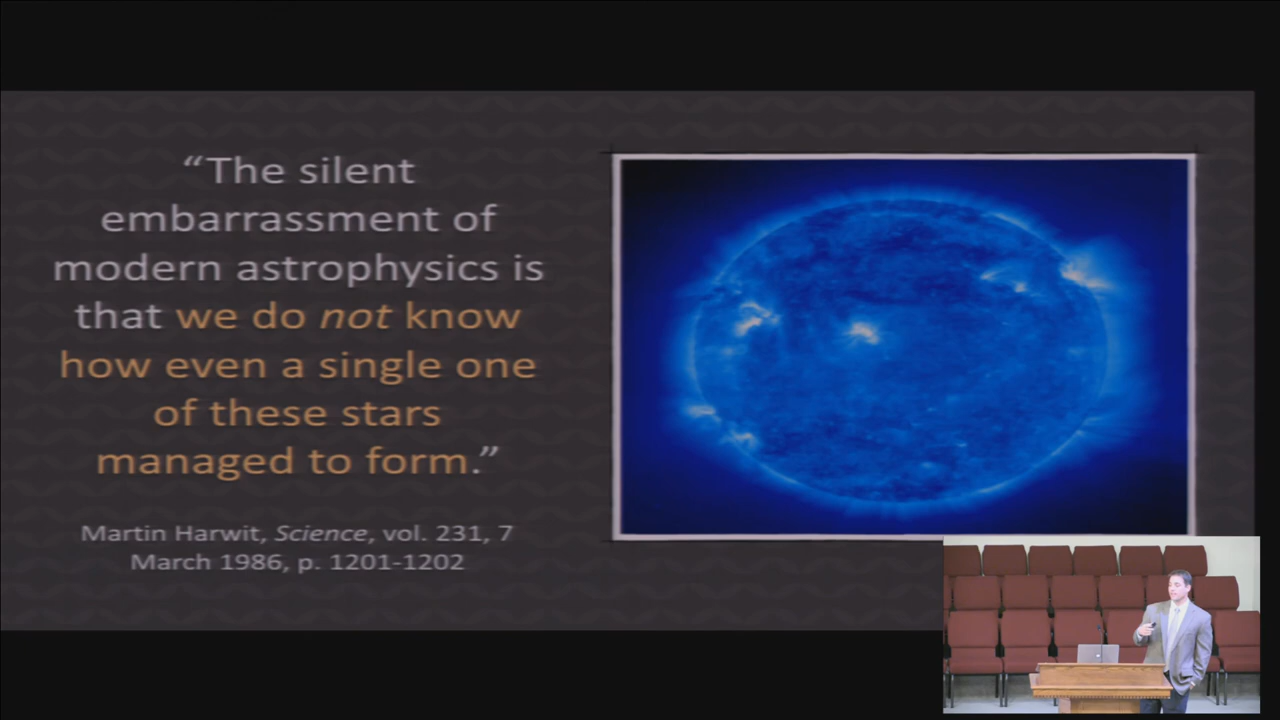 “The silent
embarrassment of
modern astrophysics is
that we do not know
how even a single one
of these stars
managed to form.”
Martin Harwit, Science, vol. 231, 7
March 1986, p. 1201-1202